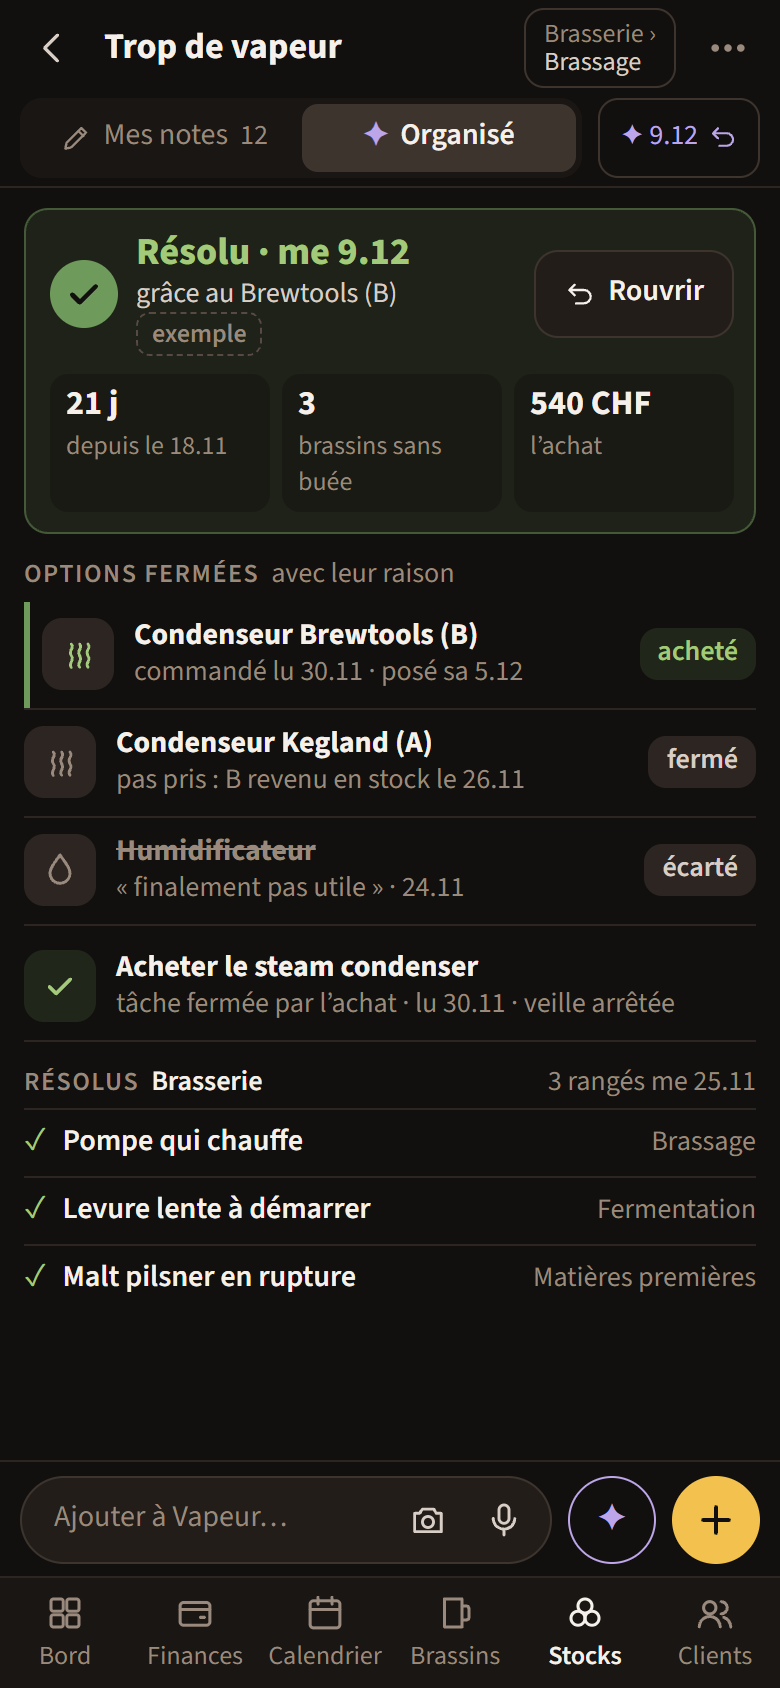 Trop de vapeur
Brasserie ›
Brassage
Mes notes 12
Organisé
9.12
Résolu · me 9.12
grâce au Brewtools (B)
exemple
Rouvrir
21 j
depuis le 18.11
3
brassins sans
buée
540 CHF
l’achat
OPTIONS FERMÉES avec leur raison
Condenseur Brewtools (B)
commandé lu 30.11 · posé sa 5.12
acheté
Condenseur Kegland (A)
pas pris : B revenu en stock le 26.11
fermé
Humidificateur
« finalement pas utile » · 24.11
écarté
Acheter le steam condenser
tâche fermée par l’achat · lu 30.11 · veille arrêtée
RÉSOLUS Brasserie
3 rangés me 25.11
✓ Pompe qui chauffe
Brassage
✓ Levure lente à démarrer
Fermentation
✓ Malt pilsner en rupture
Matières premières
Ajouter à Vapeur…
Bord
Finances
Calendrier
Brassins
Stocks
Clients